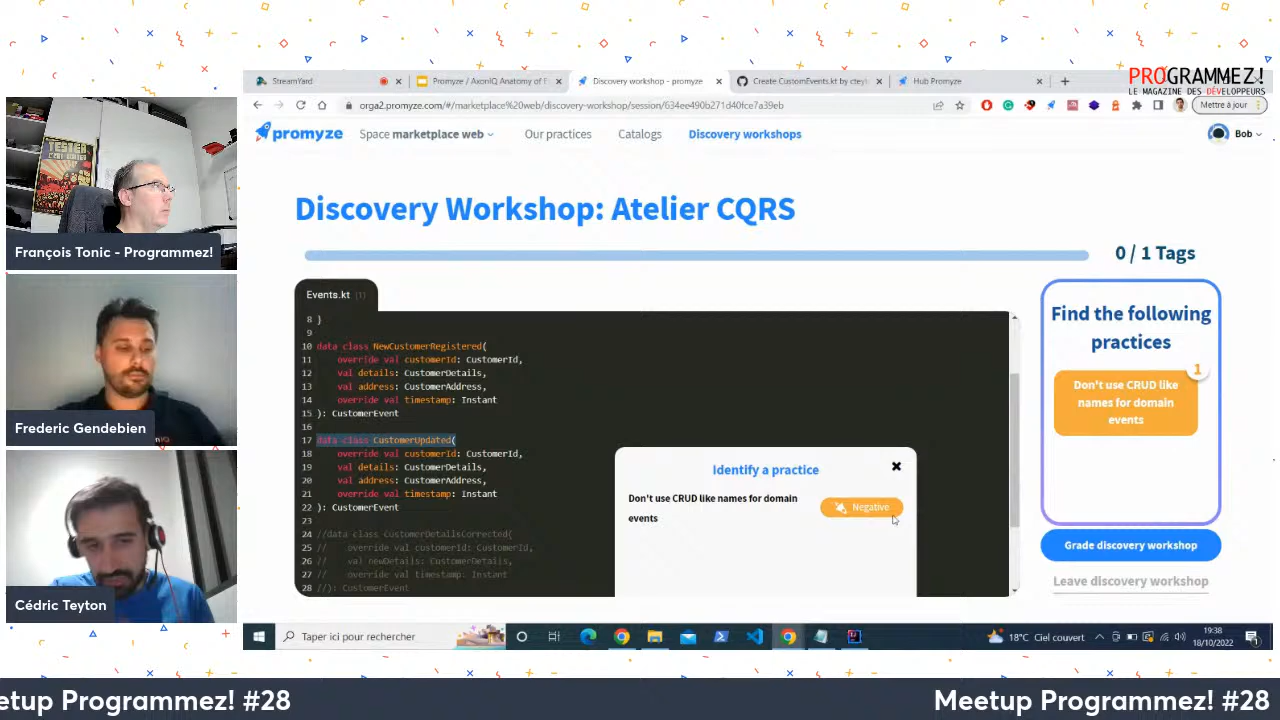 PROGRAMMEZ!
LE MAGAZINE DES DÉVELOPPEURS
StreamYard
Promyze / AxonIQ Anatomy of E
Discovery workshop - promyze
Create CustomEvents.kt by cteyt
Hub Promyze
orga2.promyze.com/#/marketplace%20web/discovery-workshop/session/634ee490b271d40fce7a39eb
Mettre à jour
promyze
Space marketplace web
Our practices
Catalogs
Discovery workshops
Bob
TESTER
François Tonic - Programmez!
Frederic Gendebien
Cédric Teyton
Discovery Workshop: Atelier CQRS
0 / 1 Tags
Events.kt (1)
8 }
9
10 data class NewCustomerRegistered(
11 override val customerId: CustomerId,
12 val details: CustomerDetails,
13 val address: CustomerAddress,
14 override val timestamp: Instant
15 ): CustomerEvent
16
17 data class CustomerUpdated(
18 override val customerId: CustomerId,
19 val details: CustomerDetails,
20 val address: CustomerAddress,
21 override val timestamp: Instant
22 ): CustomerEvent
23
24 //data class CustomerDetailsCorrected(
25 // override val customerId: CustomerId,
26 // val newDetails: CustomerDetails,
27 // override val timestamp: Instant
28 //): CustomerEvent
Identify a practice
Don't use CRUD like names for domain
events
Negative
Find the following
practices
1
Don't use CRUD like
names for domain
events
Grade discovery workshop
Leave discovery workshop
Taper ici pour rechercher
18°C Ciel couvert
19:38
18/10/2022
etup Programmez! #28
Meetup Programmez! #28